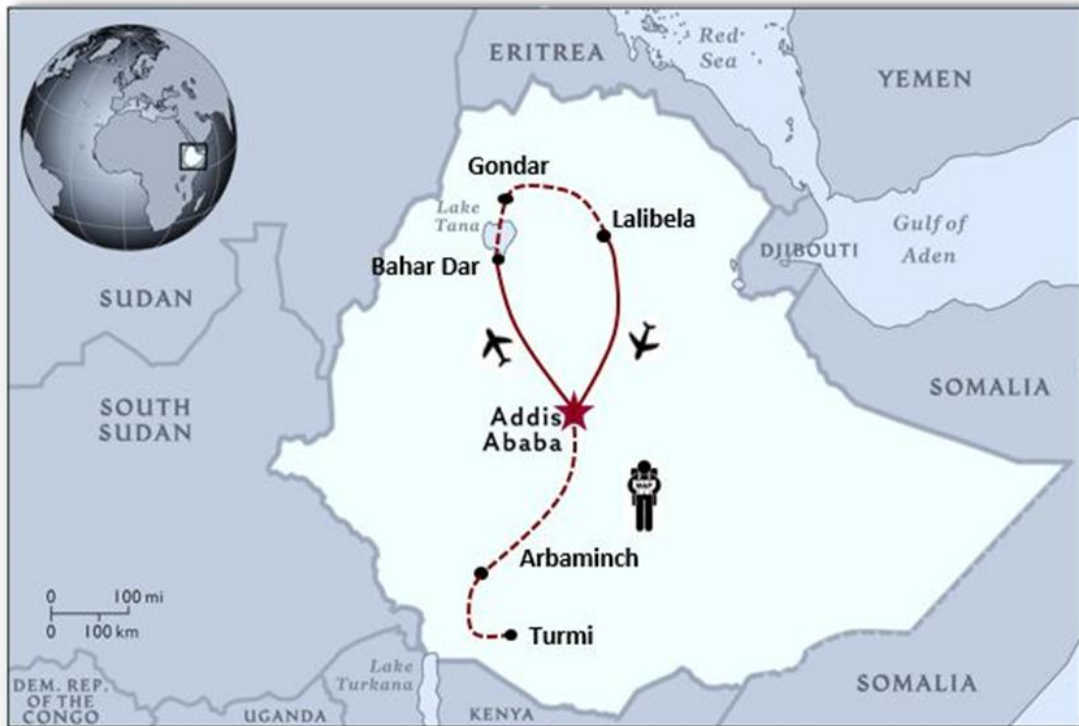 ERITREA
Red
Sea
YEMEN
Gondar
Lake
Tana
Lalibela
Gulf of
Aden
DJIBOUTI
Bahar Dar
SUDAN
SOMALIA
SOUTH
SUDAN
Addis
Ababa
MAP
Arbaminch
0 100 mi
0 100 km
Turmi
Lake
Turkana
SOMALIA
DEM. REP.
OF THE
CONGO
UGANDA
KENYA